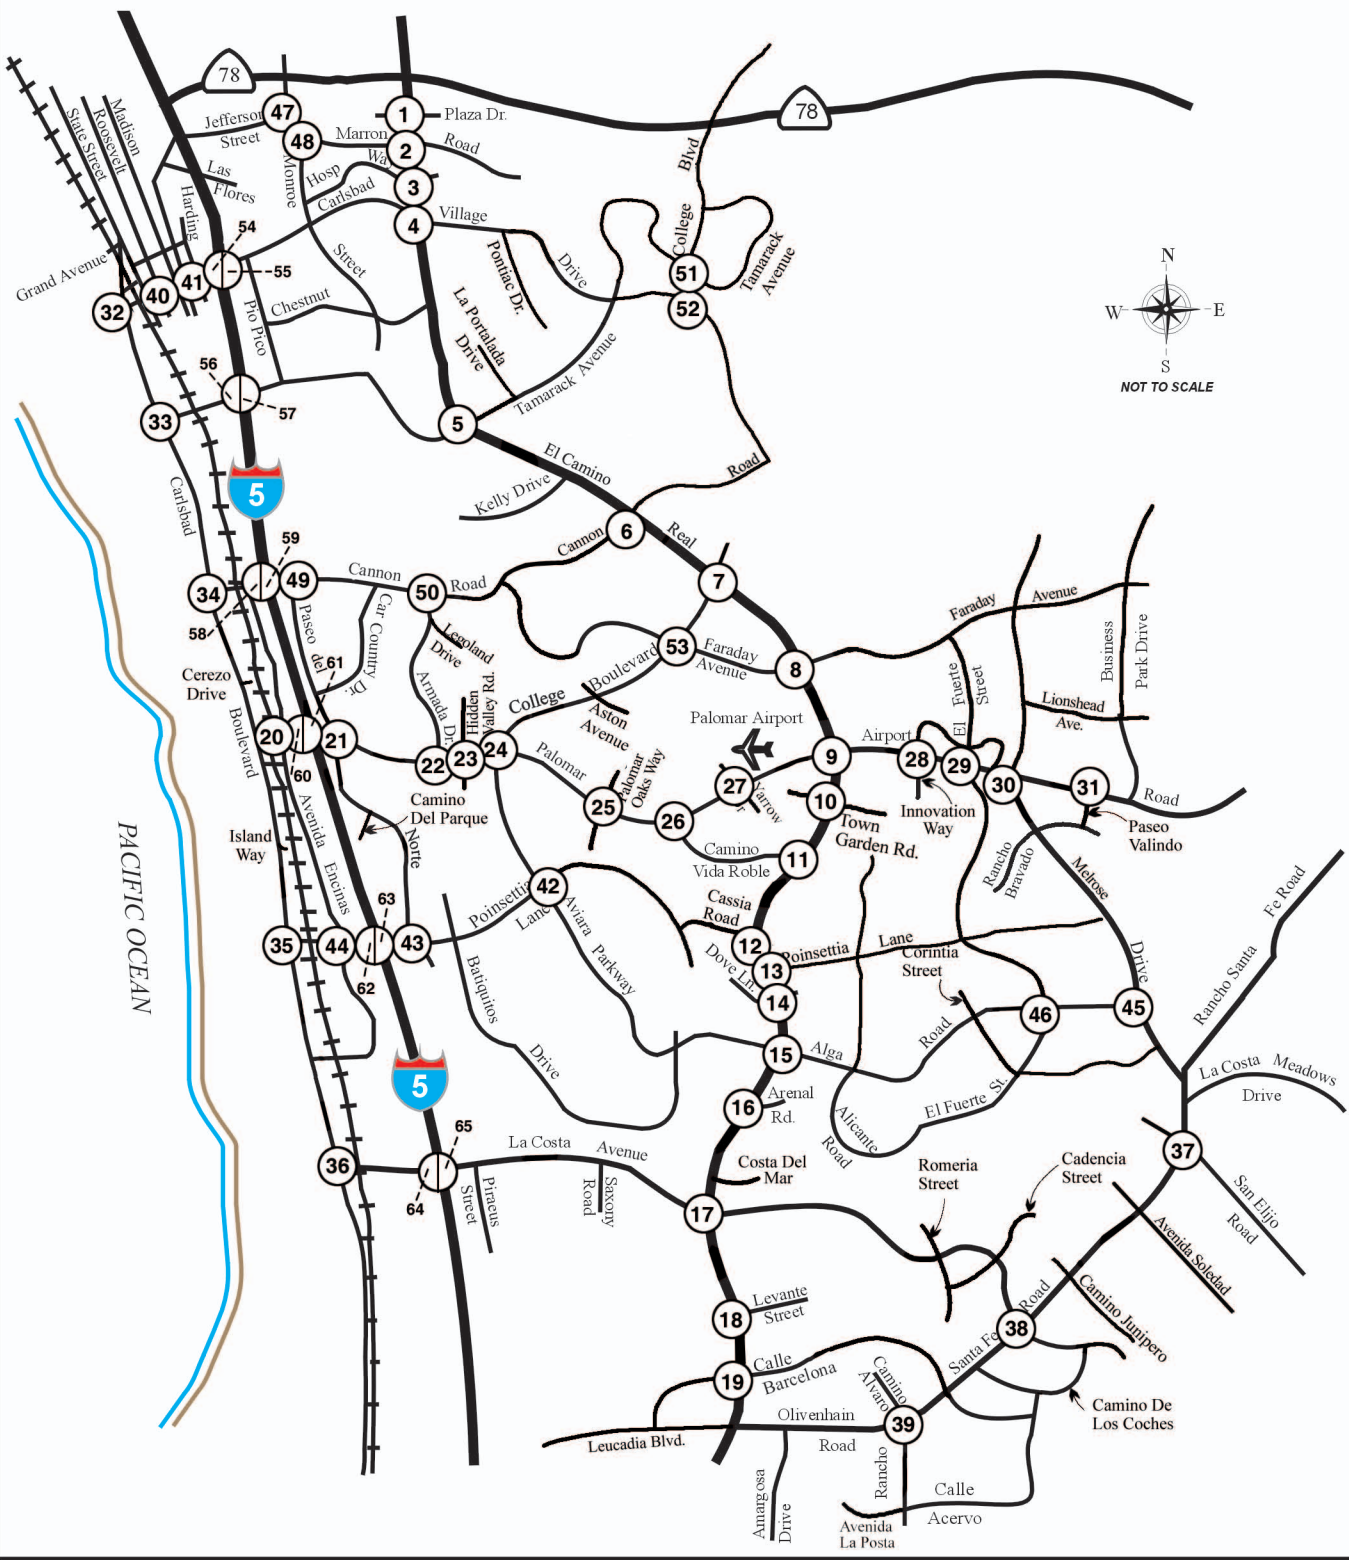 78
78
47
1
Plaza Dr.
Jefferson
Street
48
Marron
2
Road
Madison
Roosevelt
State Street
Monroe
Way
Hosp
3
Las
Flores
Carlsbad
4
Village
Harding
54
55
Blvd
College
Tamarack
Avenue
51
52
Grand Avenue
41
40
32
Street
Pontiac Dr.
Drive
Pio Pico
Chestnut
La Portalada
Drive
Tamarack Avenue
N
W
E
S
NOT TO SCALE
56
57
33
5
El Camino
Road
Kelly Drive
5
Carlsbad
6
Cannon
Real
7
59
34
49
58
Cannon
50
Road
Car Country
Dr.
Paseo del
Legoland
Drive
53
Faraday
Avenue
8
Faraday
Avenue
Business
Park Drive
Cerezo
Drive
61
Boulevard
Armada Dr.
Hidden
Valley Rd.
College
Boulevard
Aston
Avenue
El Fuerte
Street
Lionshead
Ave.
Palomar Airport
20
21
22
23
24
60
Palomar
Palomar
Oaks Way
9
Airport
28
29
30
31
Road
27
Yarrow
Dr
10
Town
Garden Rd.
Innovation
Way
Paseo
Valindo
Camino
Del Parque
25
26
Avenida
Encinas
Island
Way
Norte
Camino
Vida Roble
11
Rancho
Bravado
Melrose
Drive
Fe Road
Rancho Santa
PACIFIC OCEAN
42
Poinsettia
Lane
Aviara
Parkway
Cassia
Road
63
35
44
43
62
12
13
Poinsettia
Lane
Dove Ln.
14
Corintia
Street
Batiquitos
Drive
46
45
15
Alga
Road
La Costa
Meadows
Drive
5
16
Arenal
Rd.
Alicante
Road
El Fuerte St.
65
36
64
La Costa
Avenue
Piraeus
Street
Saxony
Road
Costa Del
Mar
37
Romeria
Street
Cadencia
Street
San Elijo
Road
17
Avenida Soledad
18
Levante
Street
38
Road
Santa Fe
Camino Junipero
19
Calle
Barcelona
Camino
Alvaro
Camino De
Los Coches
Olivenhain
Road
39
Leucadia Blvd.
Rancho
Amargosa
Drive
Calle
Acervo
Avenida
La Posta